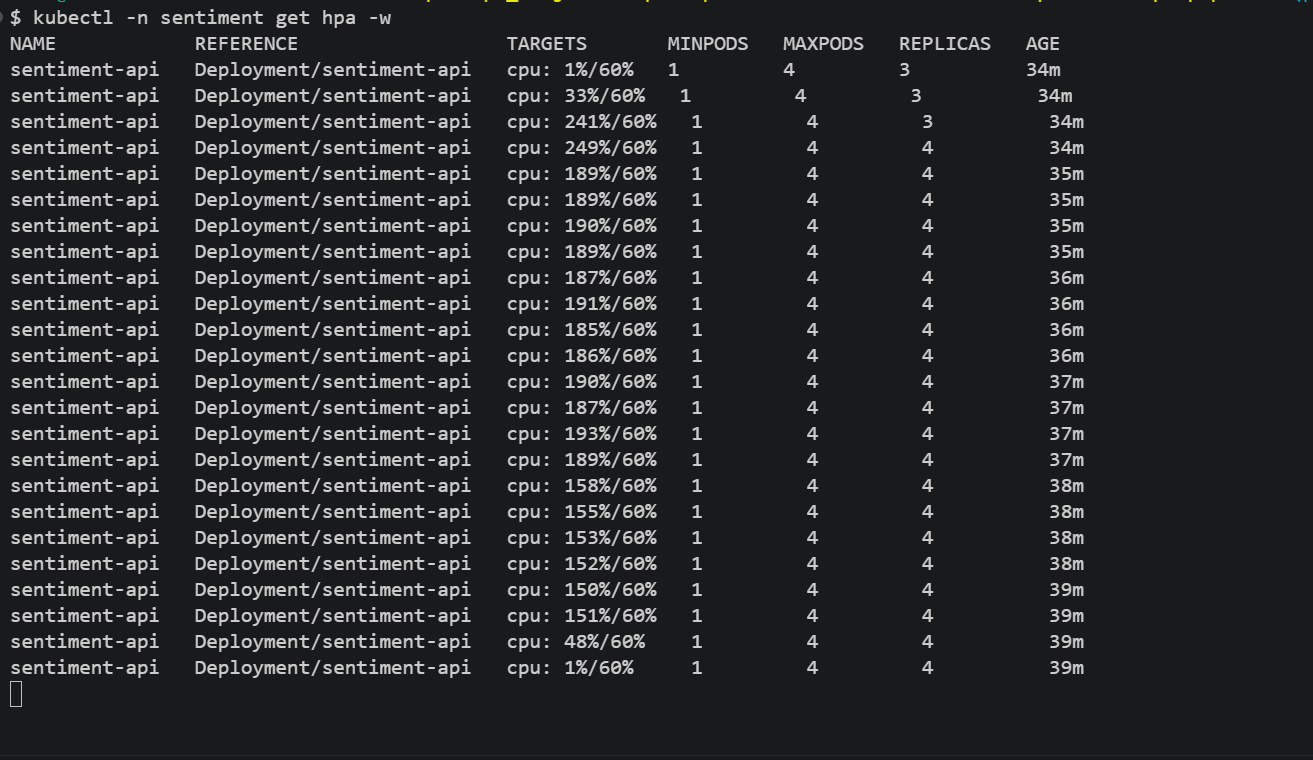 $ kubectl -n sentiment get hpa -w
NAME            REFERENCE                  TARGETS       MINPODS   MAXPODS   REPLICAS   AGE
sentiment-api   Deployment/sentiment-api   cpu: 1%/60%   1         4         3          34m
sentiment-api   Deployment/sentiment-api   cpu: 33%/60%   1         4         3          34m
sentiment-api   Deployment/sentiment-api   cpu: 241%/60%   1         4         3          34m
sentiment-api   Deployment/sentiment-api   cpu: 249%/60%   1         4         4          34m
sentiment-api   Deployment/sentiment-api   cpu: 189%/60%   1         4         4          35m
sentiment-api   Deployment/sentiment-api   cpu: 189%/60%   1         4         4          35m
sentiment-api   Deployment/sentiment-api   cpu: 190%/60%   1         4         4          35m
sentiment-api   Deployment/sentiment-api   cpu: 189%/60%   1         4         4          35m
sentiment-api   Deployment/sentiment-api   cpu: 187%/60%   1         4         4          36m
sentiment-api   Deployment/sentiment-api   cpu: 191%/60%   1         4         4          36m
sentiment-api   Deployment/sentiment-api   cpu: 185%/60%   1         4         4          36m
sentiment-api   Deployment/sentiment-api   cpu: 186%/60%   1         4         4          36m
sentiment-api   Deployment/sentiment-api   cpu: 190%/60%   1         4         4          37m
sentiment-api   Deployment/sentiment-api   cpu: 187%/60%   1         4         4          37m
sentiment-api   Deployment/sentiment-api   cpu: 193%/60%   1         4         4          37m
sentiment-api   Deployment/sentiment-api   cpu: 189%/60%   1         4         4          37m
sentiment-api   Deployment/sentiment-api   cpu: 158%/60%   1         4         4          38m
sentiment-api   Deployment/sentiment-api   cpu: 155%/60%   1         4         4          38m
sentiment-api   Deployment/sentiment-api   cpu: 153%/60%   1         4         4          38m
sentiment-api   Deployment/sentiment-api   cpu: 152%/60%   1         4         4          38m
sentiment-api   Deployment/sentiment-api   cpu: 150%/60%   1         4         4          39m
sentiment-api   Deployment/sentiment-api   cpu: 151%/60%   1         4         4          39m
sentiment-api   Deployment/sentiment-api   cpu: 48%/60%    1         4         4          39m
sentiment-api   Deployment/sentiment-api   cpu: 1%/60%     1         4         4          39m